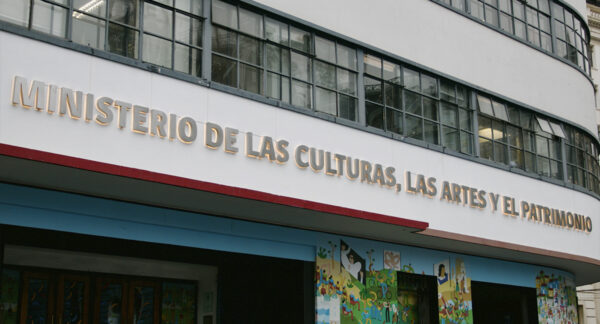 MINISTERIO DE LAS CULTURAS, LAS ARTES Y EL PATRIMONIO